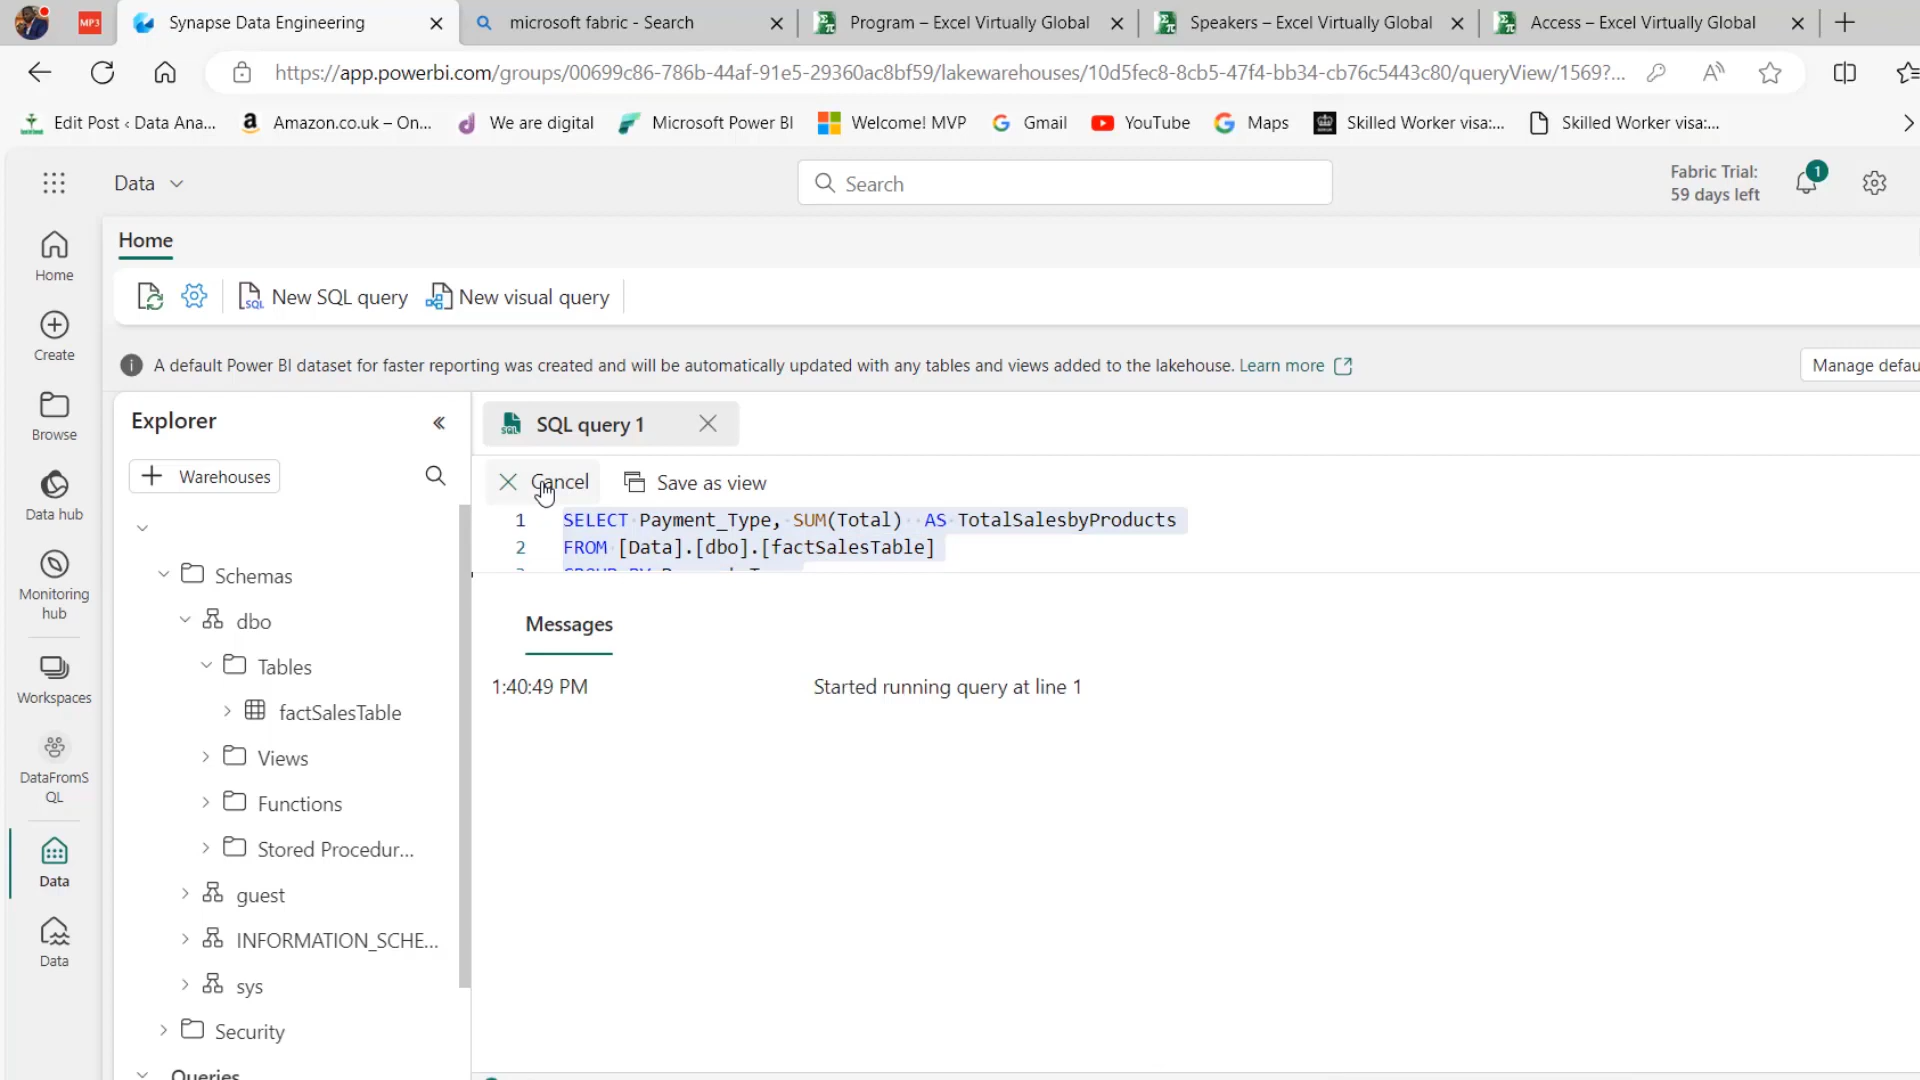 MP3
Synapse Data Engineering
microsoft fabric - Search
Program – Excel Virtually Global
Speakers – Excel Virtually Global
Access – Excel Virtually Global
https://app.powerbi.com/groups/00699c86-786b-44af-91e5-29360ac8bf59/lakewarehouses/10d5fec8-8cb5-47f4-bb34-cb76c5443c80/queryView/1569?...
Edit Post ‹ Data Ana...
Amazon.co.uk – On...
We are digital
Microsoft Power BI
Welcome! MVP
Gmail
YouTube
Maps
Skilled Worker visa:...
Skilled Worker visa:...
Data
Search
Fabric Trial:
59 days left
1
Home
Home
New SQL query
New visual query
Create
A default Power BI dataset for faster reporting was created and will be automatically updated with any tables and views added to the lakehouse. Learn more
Manage defau
Browse
Data hub
Monitoring
hub
Workspaces
DataFromS
QL
Data
Data
Explorer
Warehouses
Schemas
dbo
Tables
factSalesTable
Views
Functions
Stored Procedur...
guest
INFORMATION_SCHE...
sys
Security
Queries
SQL query 1
Cancel
Save as view
1 SELECT Payment_Type, SUM(Total) AS TotalSalesbyProducts
2 FROM [Data].[dbo].[factSalesTable]
Messages
1:40:49 PM Started running query at line 1